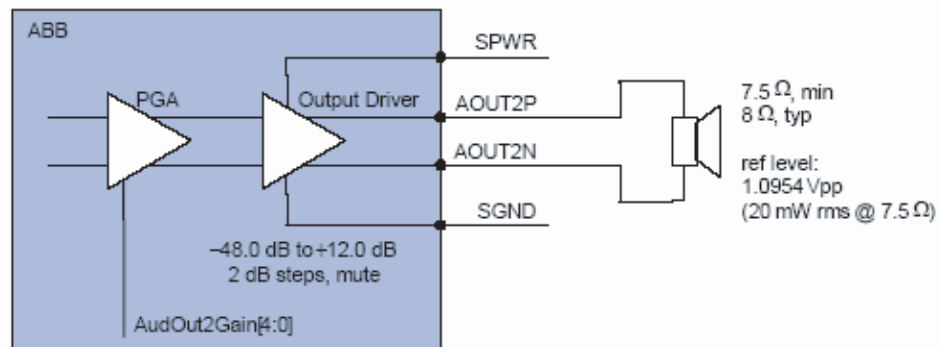 ABB
SPWR
PGA
Output Driver
AOUT2P
AOUT2N
SGND
7.5 Ω, min
8 Ω, typ
ref level:
1.0954 Vpp
(20 mW rms @ 7.5 Ω)
–48.0 dB to +12.0 dB
2 dB steps, mute
AudOut2Gain[4:0]